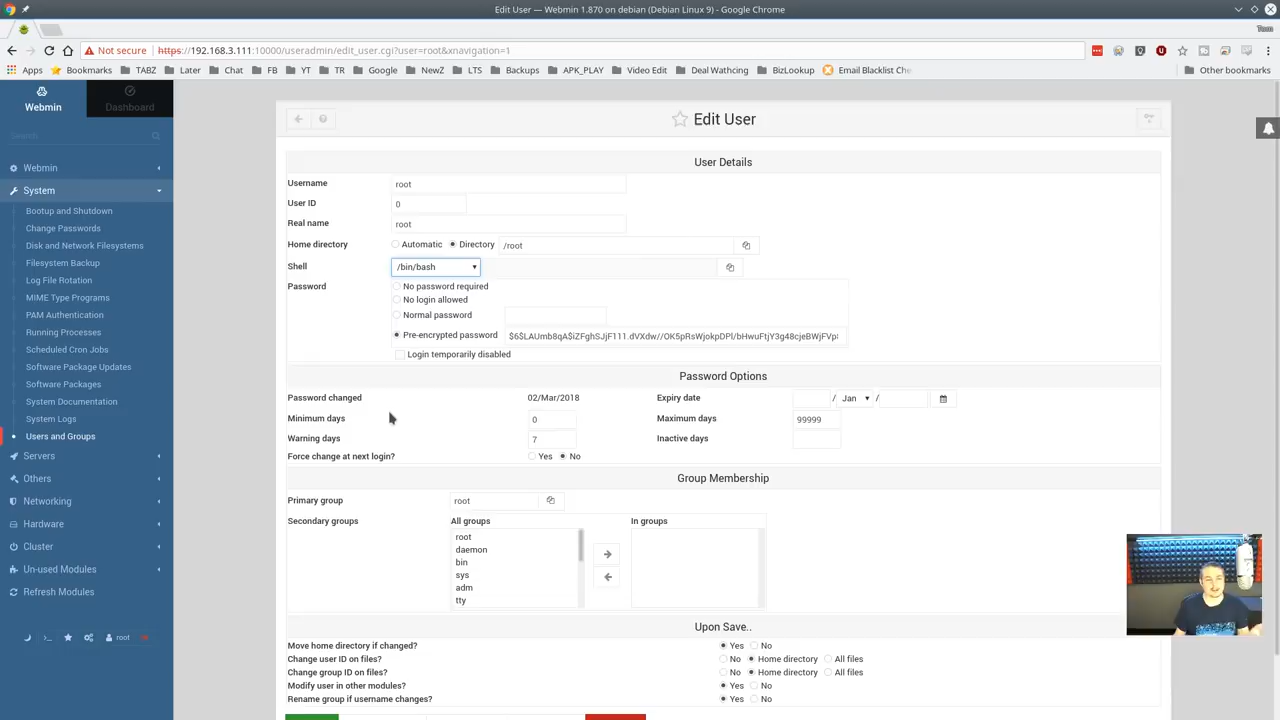 Edit User — Webmin 1.870 on debian (Debian Linux 9) - Google Chrome
Tom
Not secure https://192.168.3.111:10000/useradmin/edit_user.cgi?user=root&xnavigation=1
Apps Bookmarks TABZ Later Chat FB YT TR Google NewZ LTS Backups APK_PLAY Video Edit Deal Wathcing BizLookup Email Blacklist Che Other bookmarks
Webmin Dashboard
Edit User
Search
User Details
Webmin
Username root
System
User ID 0
Bootup and Shutdown
Real name root
Change Passwords
Home directory Automatic Directory /root
Disk and Network Filesystems
Shell /bin/bash
Filesystem Backup
Password No password required
Log File Rotation
No login allowed
MIME Type Programs
Normal password
PAM Authentication
Pre-encrypted password $6$LAUmb8qA$iZFghSJjF111.dVXdw//OK5pRsWjokpDPl/bHwuFtjY3g48cjeBWjFVp
Running Processes
Login temporarily disabled
Scheduled Cron Jobs
Software Package Updates
Password Options
Software Packages
Password changed 02/Mar/2018 Expiry date / Jan /
System Documentation
Minimum days 0 Maximum days 99999
System Logs
Warning days 7 Inactive days
Users and Groups
Force change at next login? Yes No
Servers
Others
Group Membership
Networking
Primary group root
Hardware
Secondary groups All groups In groups
Cluster
root
daemon
bin
sys
adm
tty
Un-used Modules
Refresh Modules
Upon Save..
root
Move home directory if changed? Yes No
Change user ID on files? No Home directory All files
Change group ID on files? No Home directory All files
Modify user in other modules? Yes No
Rename group if username changes? Yes No